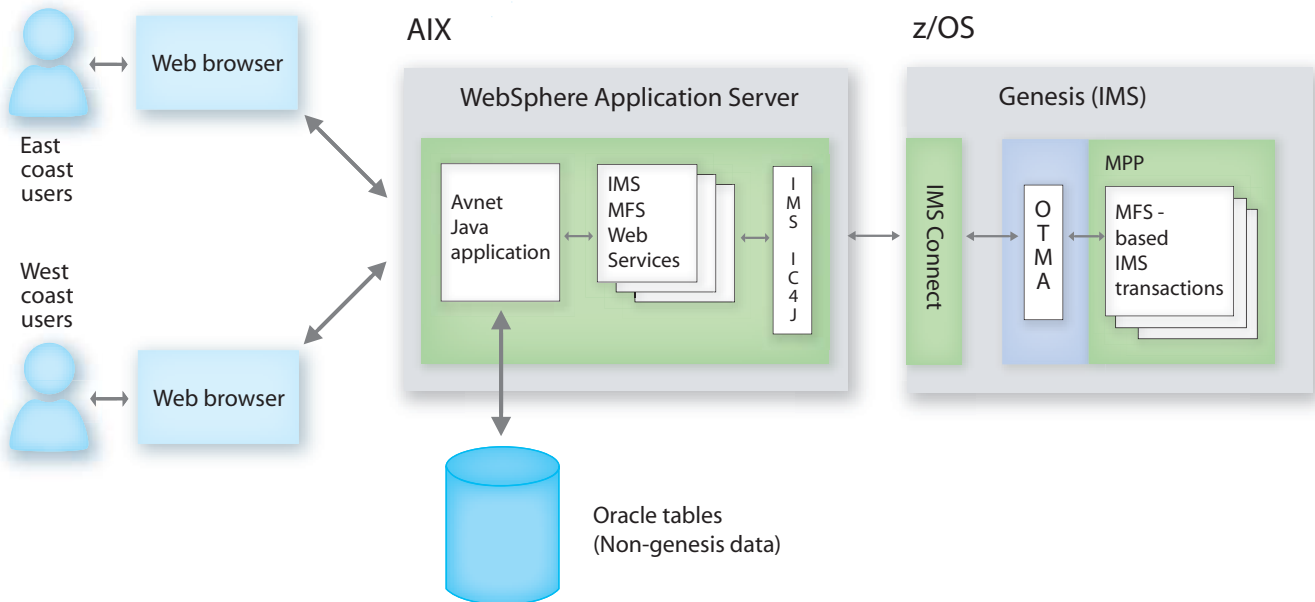 AIX
z/OS
Web browser
East
coast
users
West
coast
users
Web browser
WebSphere Application Server
Avnet
Java
application
IMS
MFS
Web
Services
I
M
S
I
C
4
J
Genesis (IMS)
IMS Connect
O
T
M
A
MPP
MFS -
based
IMS
transactions
Oracle tables
(Non-genesis data)